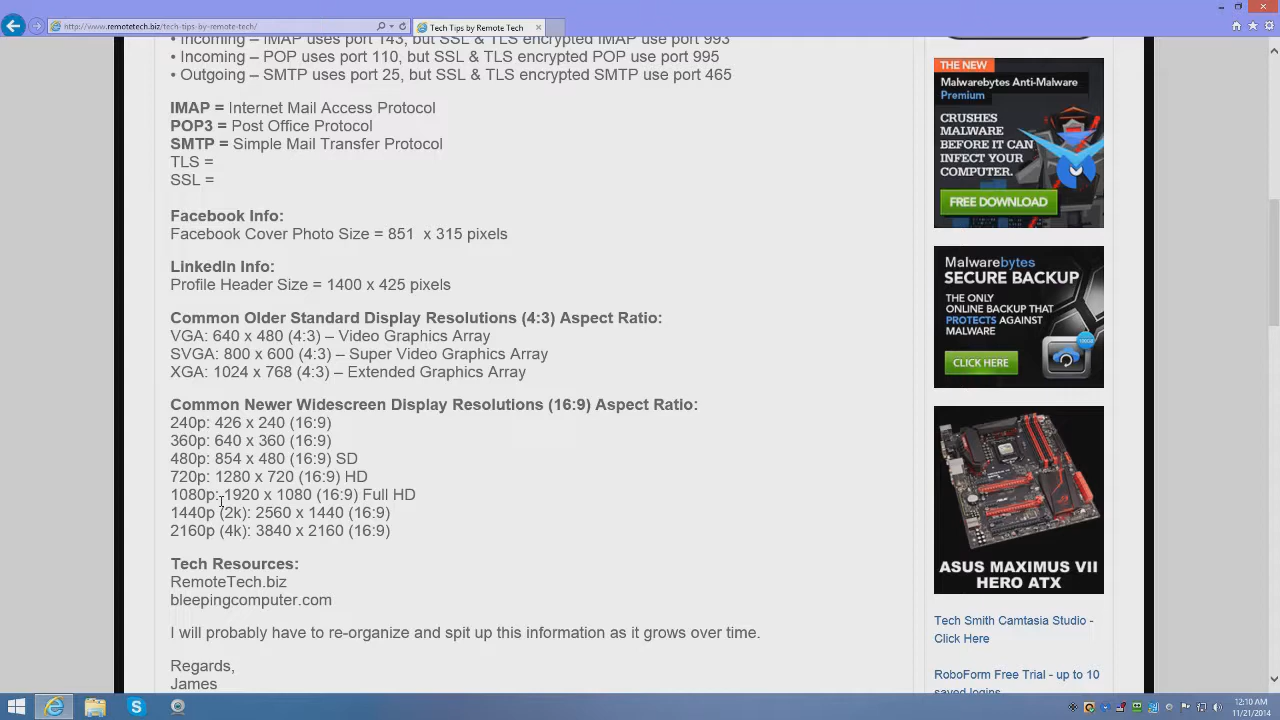 http://www.remotetech.biz/tech-tips-by-remote-tech/
Tech Tips by Remote Tech
• Incoming – IMAP uses port 143, but SSL & TLS encrypted IMAP use port 993
• Incoming – POP uses port 110, but SSL & TLS encrypted POP use port 995
• Outgoing – SMTP uses port 25, but SSL & TLS encrypted SMTP use port 465
IMAP = Internet Mail Access Protocol
POP3 = Post Office Protocol
SMTP = Simple Mail Transfer Protocol
TLS =
SSL =
Facebook Info:
Facebook Cover Photo Size = 851 x 315 pixels
LinkedIn Info:
Profile Header Size = 1400 x 425 pixels
Common Older Standard Display Resolutions (4:3) Aspect Ratio:
VGA: 640 x 480 (4:3) – Video Graphics Array
SVGA: 800 x 600 (4:3) – Super Video Graphics Array
XGA: 1024 x 768 (4:3) – Extended Graphics Array
Common Newer Widescreen Display Resolutions (16:9) Aspect Ratio:
240p: 426 x 240 (16:9)
360p: 640 x 360 (16:9)
480p: 854 x 480 (16:9) SD
720p: 1280 x 720 (16:9) HD
1080p: 1920 x 1080 (16:9) Full HD
1440p (2k): 2560 x 1440 (16:9)
2160p (4k): 3840 x 2160 (16:9)
Tech Resources:
RemoteTech.biz
bleepingcomputer.com
I will probably have to re-organize and spit up this information as it grows over time.
Regards,
James
THE NEW
Malwarebytes Anti-Malware
Premium
CRUSHES
MALWARE
BEFORE IT CAN
INFECT YOUR
COMPUTER.
FREE DOWNLOAD
Malwarebytes
SECURE BACKUP
THE ONLY
ONLINE BACKUP THAT
PROTECTS AGAINST
MALWARE
CLICK HERE
ASUS MAXIMUS VII
HERO ATX
Tech Smith Camtasia Studio -
Click Here
RoboForm Free Trial - up to 10
saved logins
12:10 AM
11/21/2014